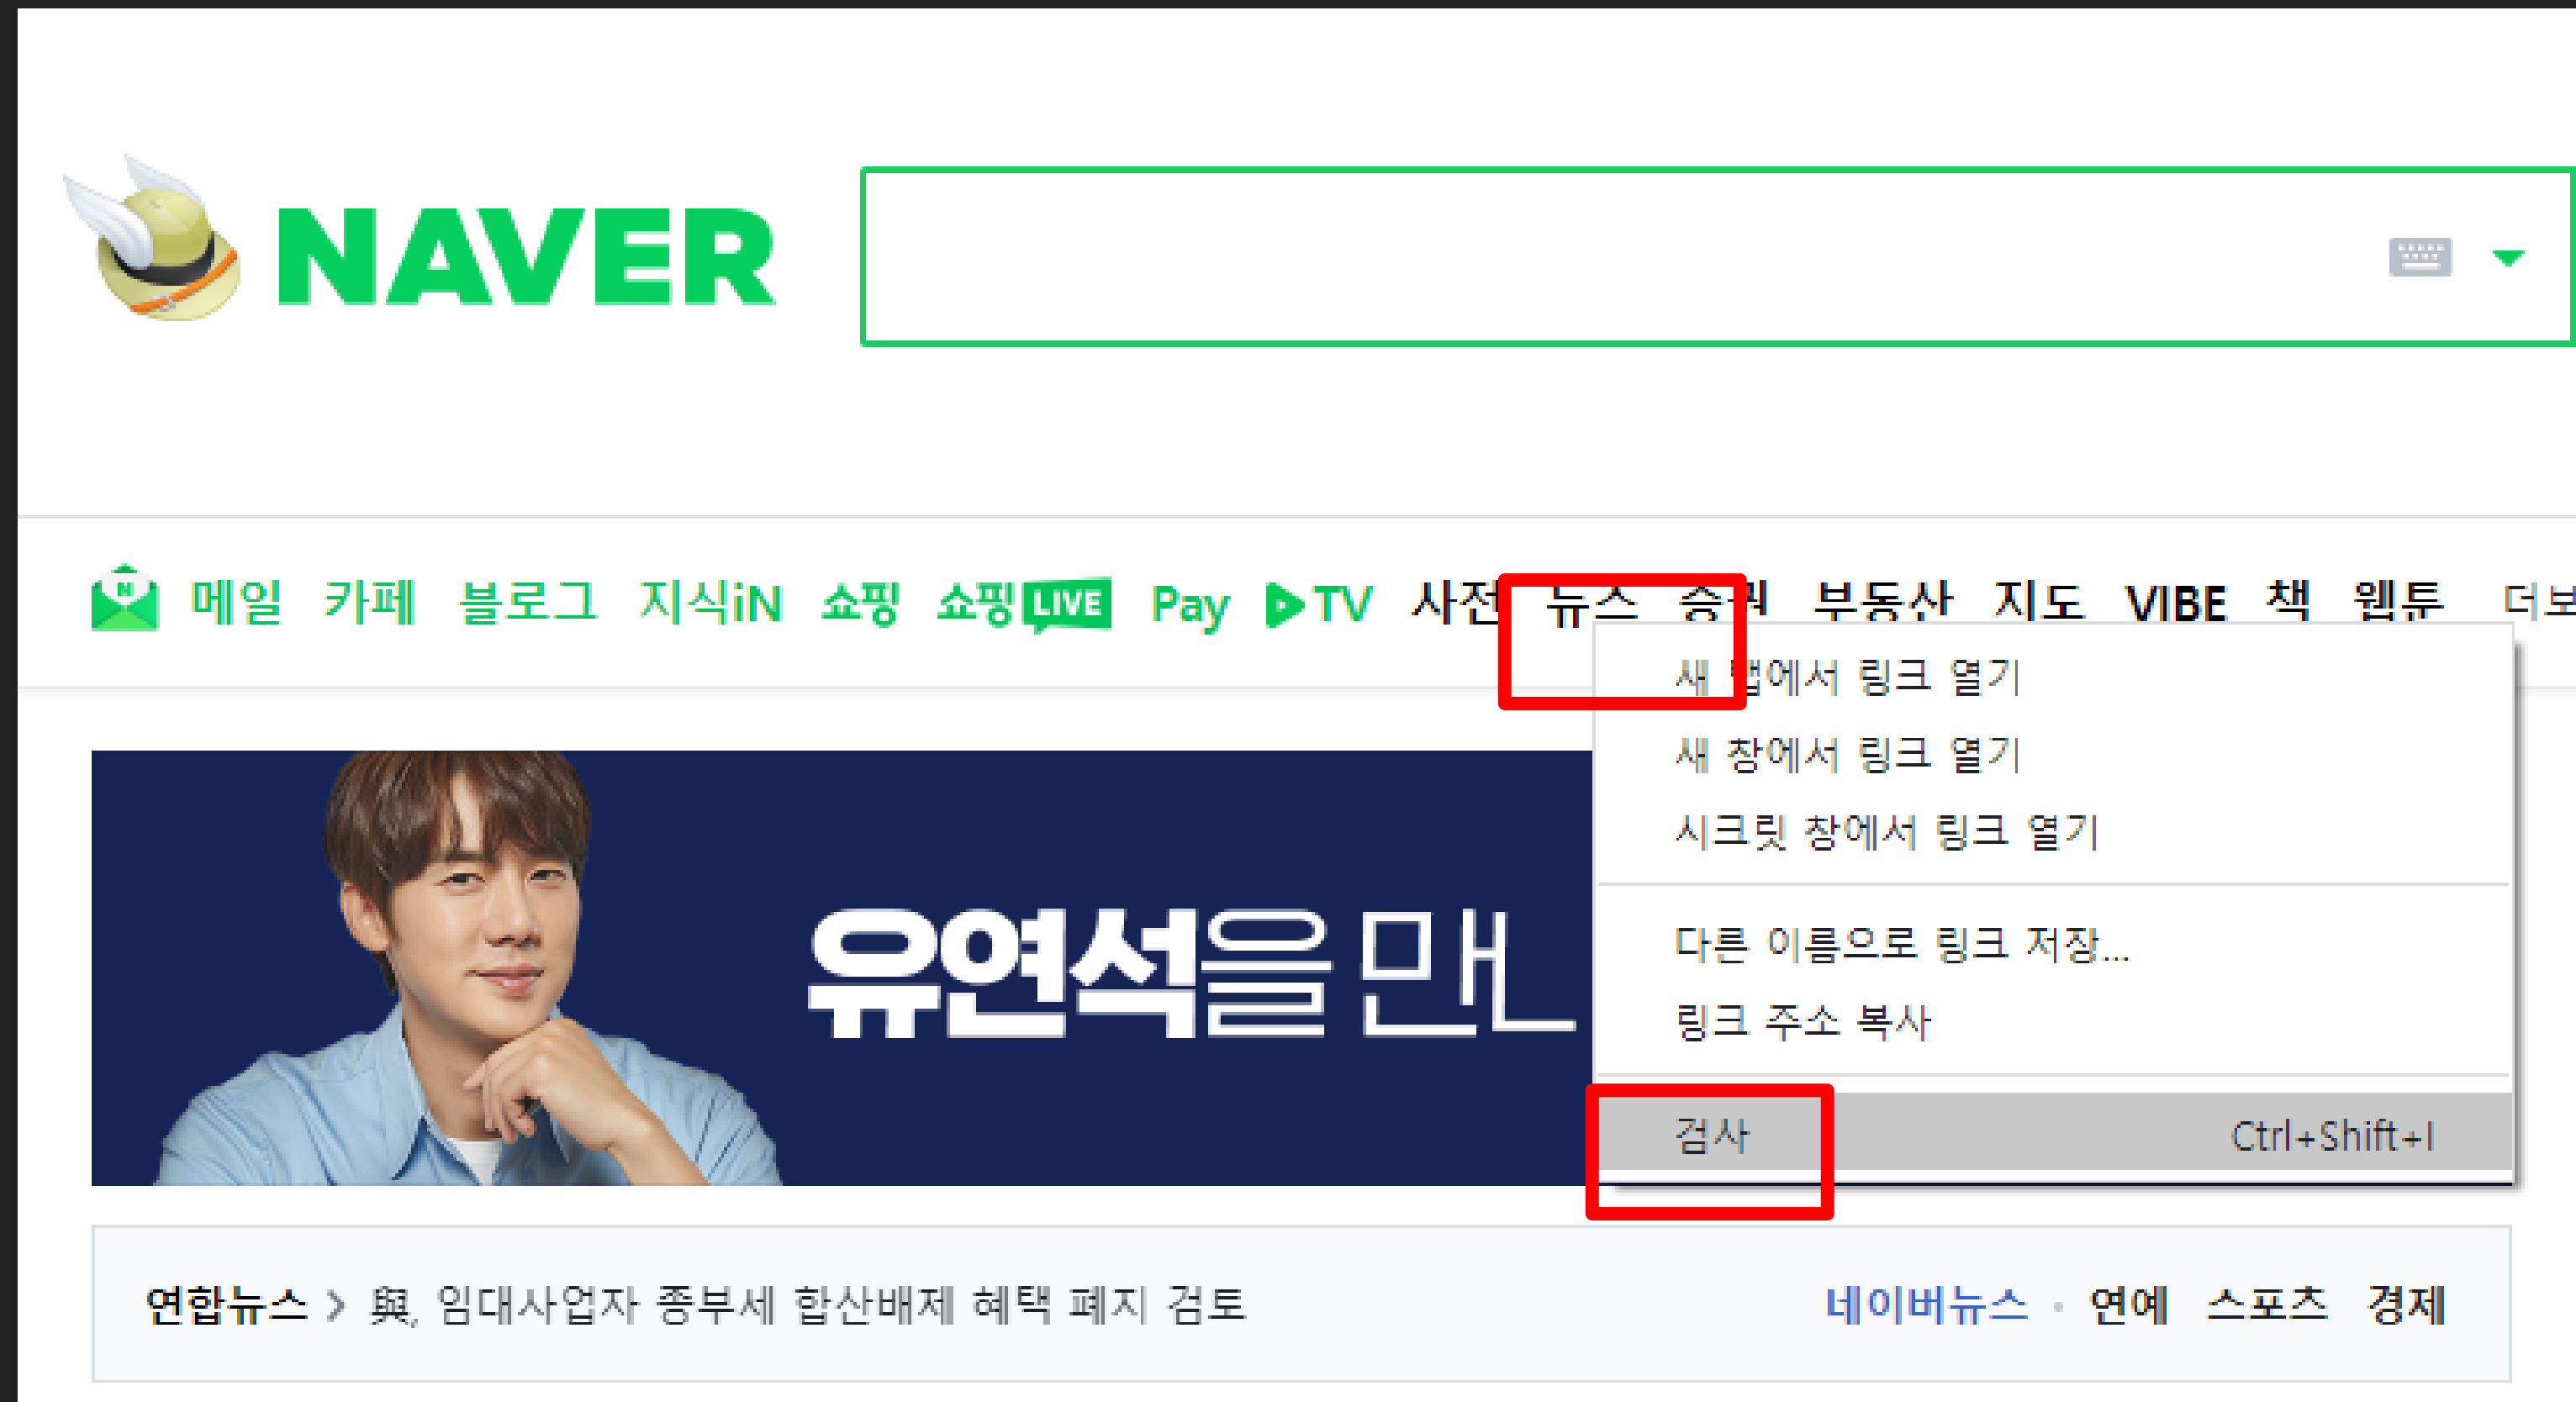 NAVER
메일 카페 블로그 지식iN 쇼핑 쇼핑 LIVE Pay TV 사전 뉴스 증권 부동산 지도 VIBE 책 웹툰
새 탭에서 링크 열기
새 창에서 링크 열기
시크릿 창에서 링크 열기
다른 이름으로 링크 저장...
링크 주소 복사
검사 Ctrl+Shift+I
유연석을
연합뉴스 > 與, 임대사업자 종부세 합산배제 혜택 폐지 검토
네이버뉴스 · 연예 스포츠 경제